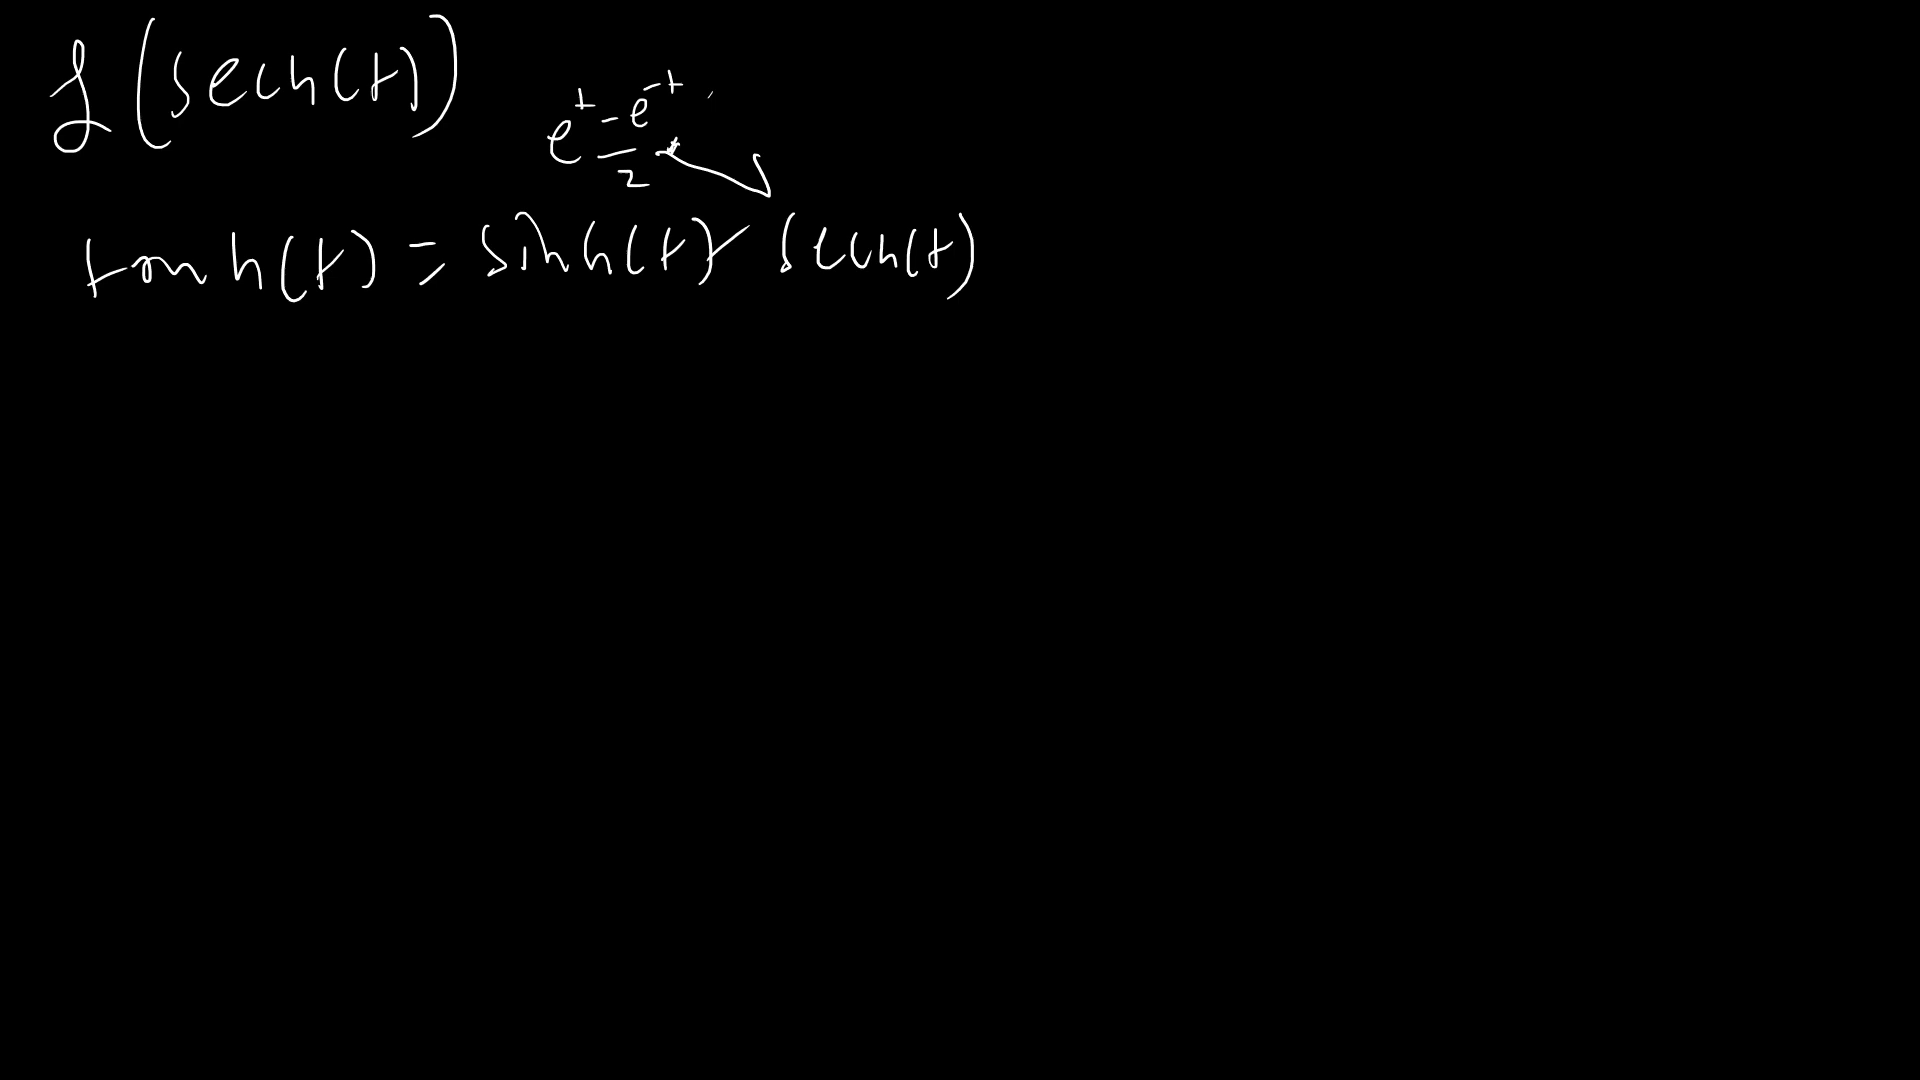 ℒ(sech(t))
e^t - e^-t
2
tanh(t) = sinh(t) sech(t)